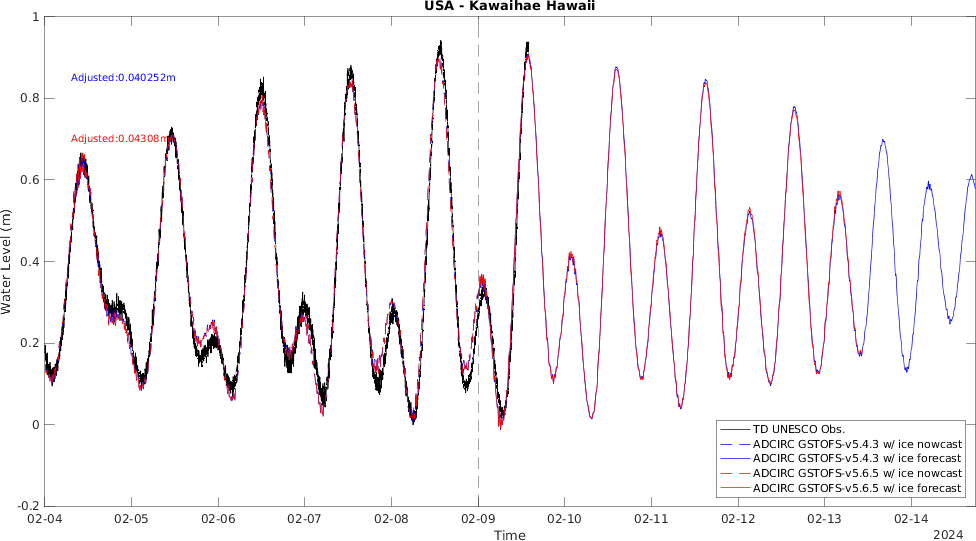 USA - Kawaihae Hawaii
1
0.8
0.6
0.4
0.2
0
-0.2
Water Level (m)
Adjusted:0.040252m
Adjusted:0.04308m
TD UNESCO Obs.
ADCIRC GSTOFS-v5.4.3 w/ ice nowcast
ADCIRC GSTOFS-v5.4.3 w/ ice forecast
ADCIRC GSTOFS-v5.6.5 w/ ice nowcast
ADCIRC GSTOFS-v5.6.5 w/ ice forecast
02-04 02-05 02-06 02-07 02-08 02-09 02-10 02-11 02-12 02-13 02-14
Time
2024